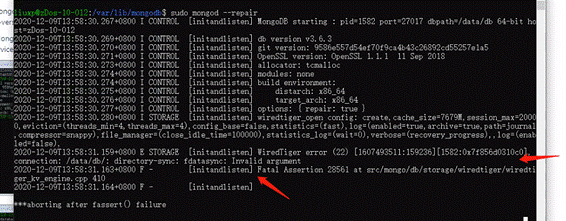 liuxp@zDos-10-012:/var/lib/mongodb$ sudo mongod --repair
2020-12-09T13:58:30.267+0800 I CONTROL  [initandlisten] MongoDB starting : pid=1582 port=27017 dbpath=/data/db 64-bit ho
st=zDos-10-012
2020-12-09T13:58:30.269+0800 I CONTROL  [initandlisten] db version v3.6.3
2020-12-09T13:58:30.270+0800 I CONTROL  [initandlisten] git version: 9586e557d54ef70f9ca4b43c26892cd55257e1a5
2020-12-09T13:58:30.271+0800 I CONTROL  [initandlisten] OpenSSL version: OpenSSL 1.1.1  11 Sep 2018
2020-12-09T13:58:30.273+0800 I CONTROL  [initandlisten] allocator: tcmalloc
2020-12-09T13:58:30.274+0800 I CONTROL  [initandlisten] modules: none
2020-12-09T13:58:30.275+0800 I CONTROL  [initandlisten] build environment:
2020-12-09T13:58:30.275+0800 I CONTROL  [initandlisten]     distarch: x86_64
2020-12-09T13:58:30.276+0800 I CONTROL  [initandlisten]     target_arch: x86_64
2020-12-09T13:58:30.276+0800 I CONTROL  [initandlisten] options: { repair: true }
2020-12-09T13:58:30.280+0800 I STORAGE  [initandlisten] wiredtiger_open config: create,cache_size=7679M,session_max=2000
0,eviction=(threads_min=4,threads_max=4),config_base=false,statistics=(fast),log=(enabled=true,archive=true,path=journal
,compressor=snappy),file_manager=(close_idle_time=100000),statistics_log=(wait=0),verbose=(recovery_progress),,log=(enab
led=false),
2020-12-09T13:58:31.159+0800 E STORAGE  [initandlisten] WiredTiger error (22) [1607493511:159236][1582:0x7f856d0310c0],
connection: /data/db/: directory-sync: fdatasync: Invalid argument
2020-12-09T13:58:31.163+0800 F -        [initandlisten] Fatal Assertion 28561 at src/mongo/db/storage/wiredtiger/wiredti
ger_kv_engine.cpp 410
2020-12-09T13:58:31.164+0800 F -        [initandlisten]
***aborting after fassert() failure